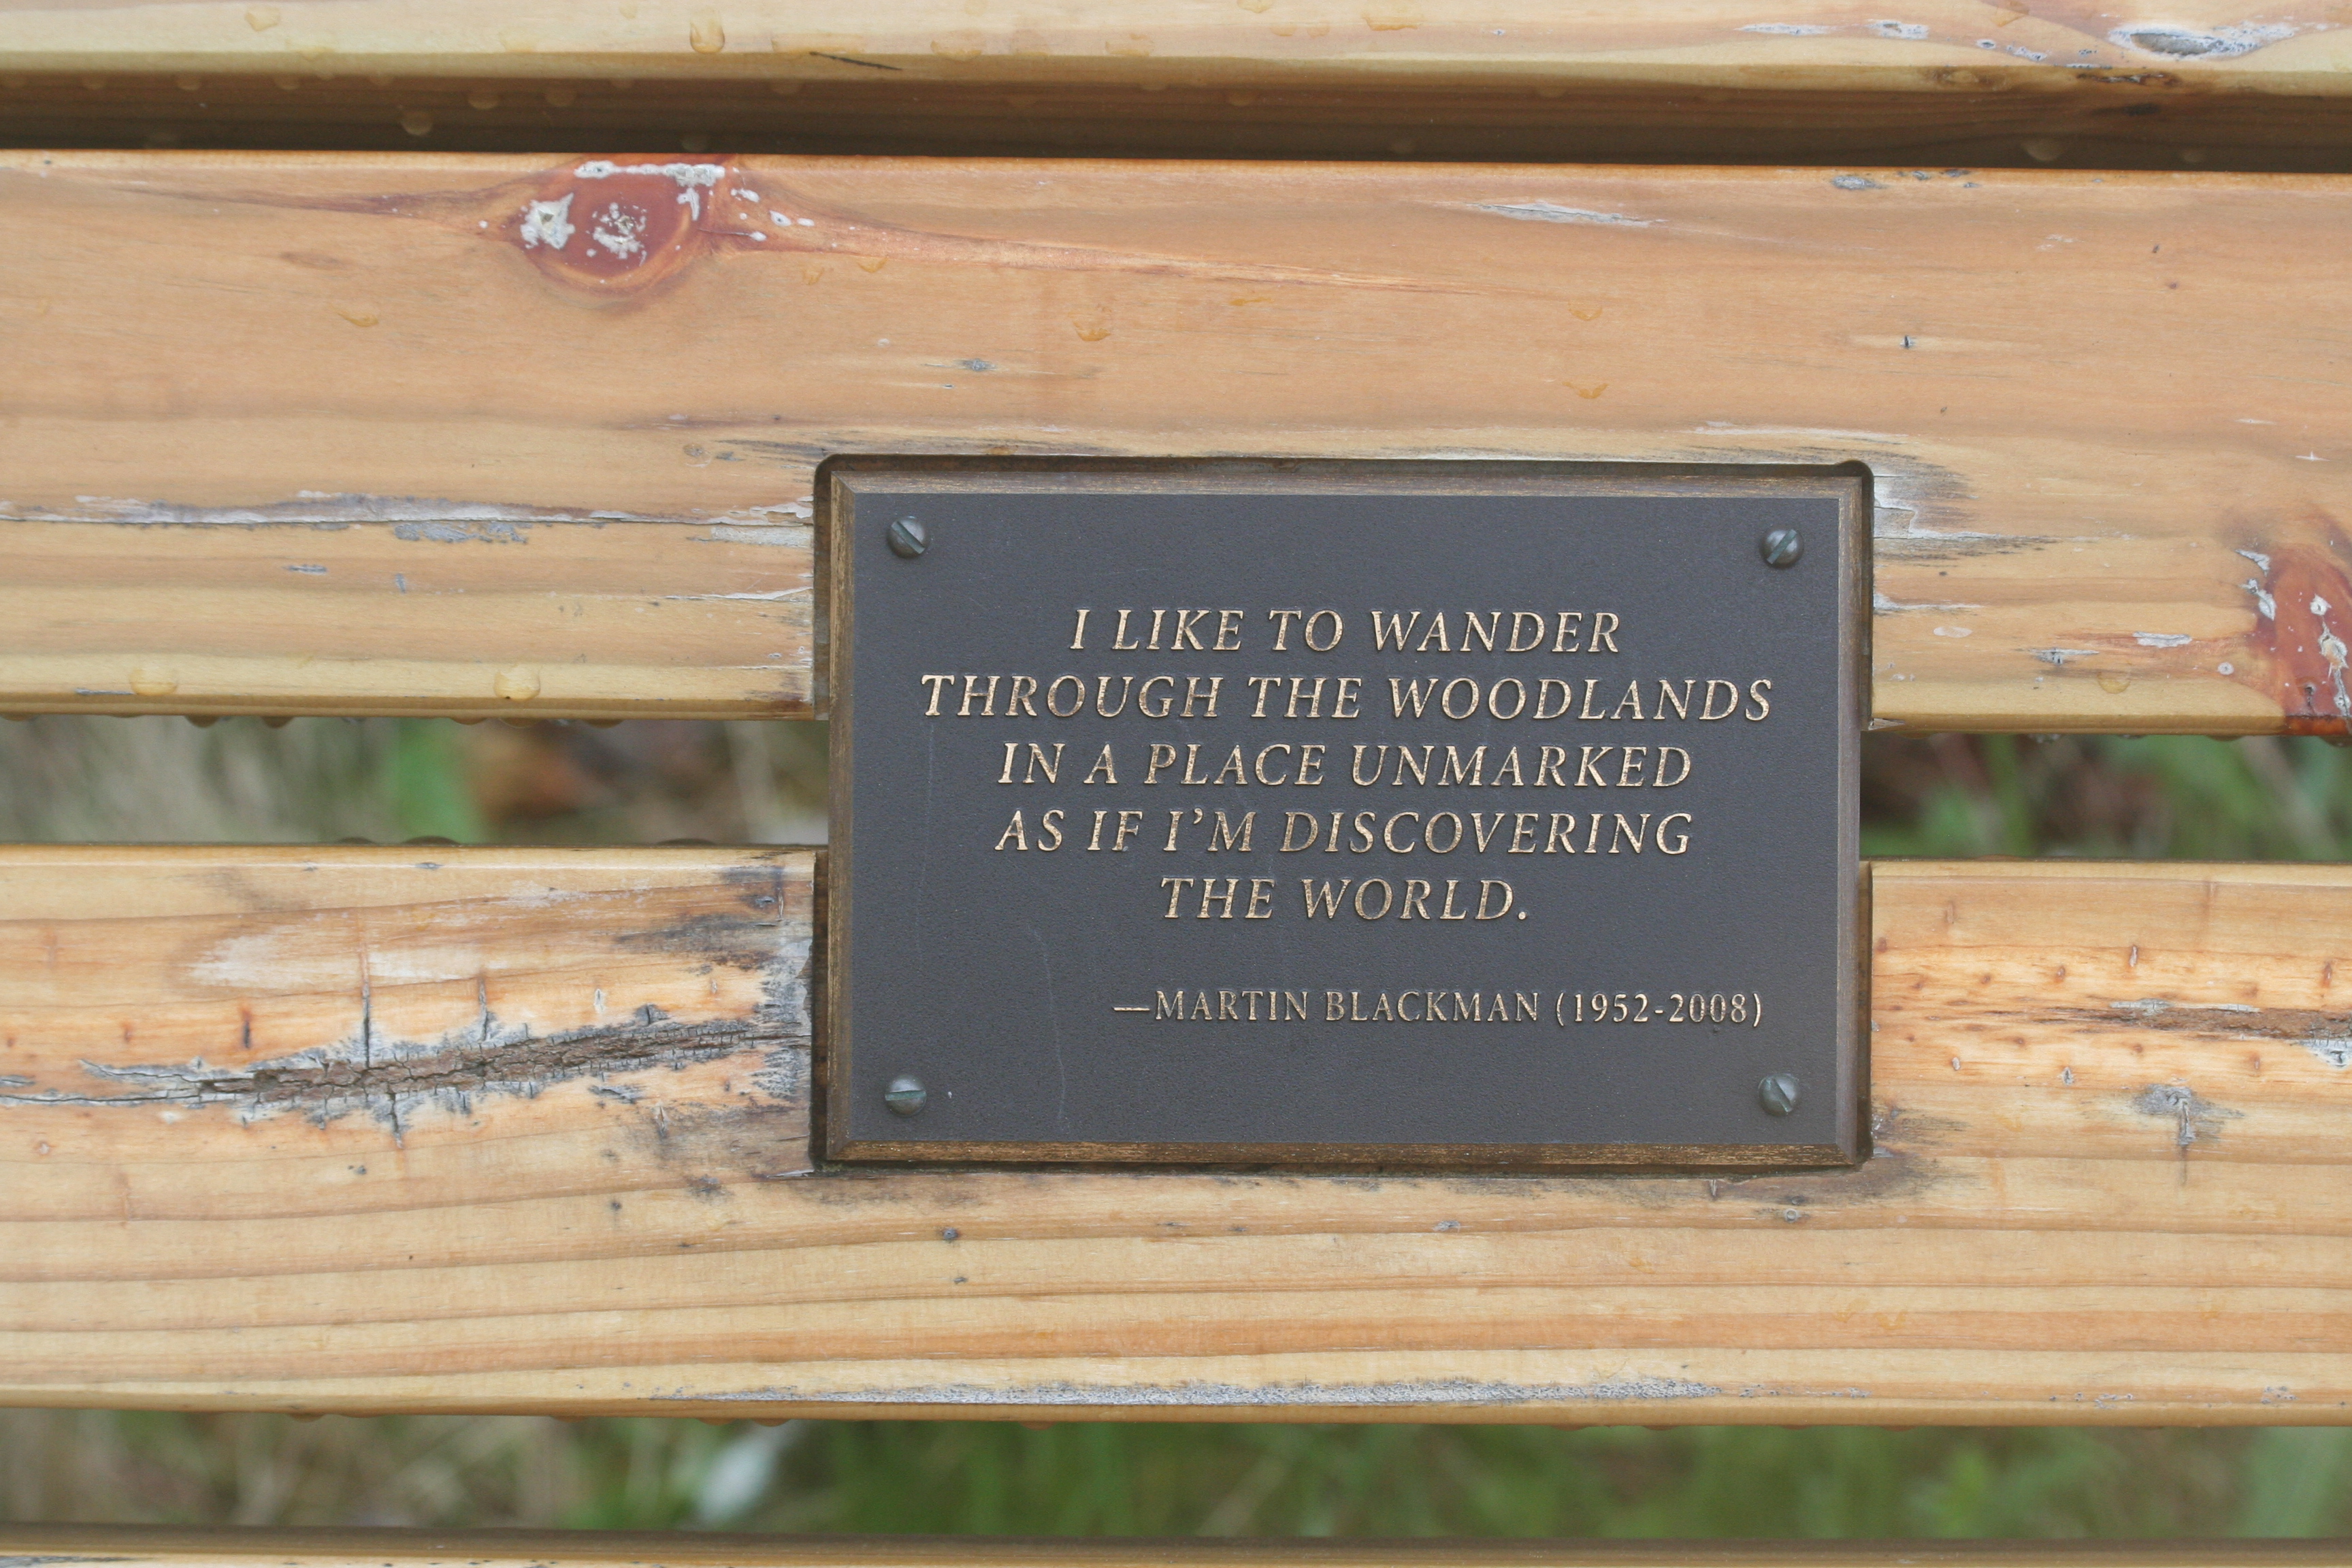 I LIKE TO WANDER
THROUGH THE WOODLANDS
IN A PLACE UNMARKED
AS IF I'M DISCOVERING
THE WORLD.
—MARTIN BLACKMAN (1952-2008)